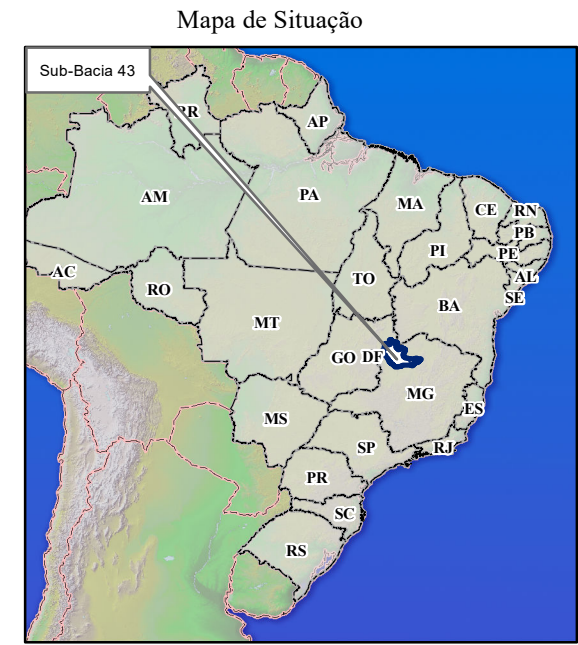 Mapa de Situação
Sub-Bacia 43
RR
AP
AM
PA
MA
CE
RN
PB
PE
PI
AL
SE
AC
RO
TO
BA
MT
GO
DF
MG
ES
MS
SP
RJ
PR
SC
RS